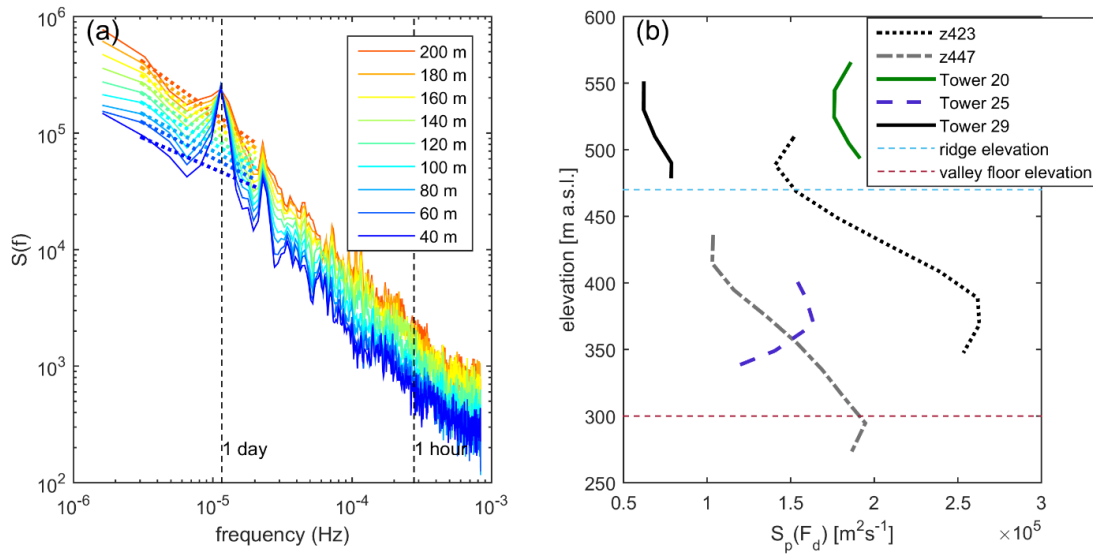 (a)
S(f)
10^6
10^5
10^4
10^3
10^2
200 m
180 m
160 m
140 m
120 m
100 m
80 m
60 m
40 m
1 day
1 hour
10^-6
10^-5
10^-4
10^-3
frequency (Hz)
(b)
elevation [m a.s.l.]
600
550
500
450
400
350
300
250
z423
z447
Tower 20
Tower 25
Tower 29
ridge elevation
valley floor elevation
0.5
1
1.5
2
2.5
3
×10^5
S_p(F_d) [m^2s^-1]